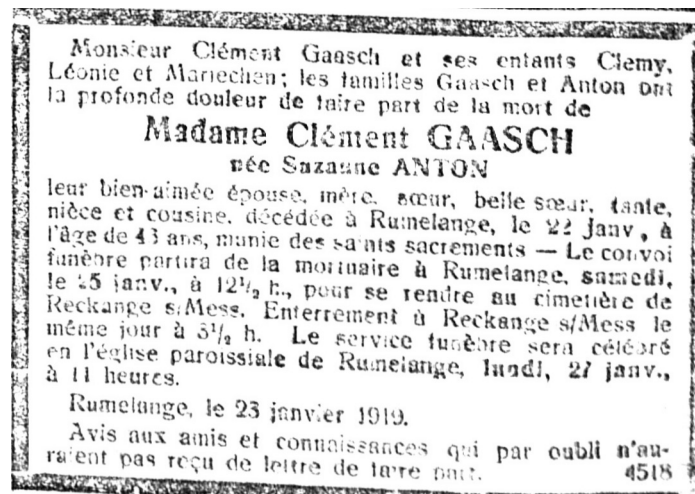 Monsieur Clément Gaasch et ses enfants Clemy,
Léonie et Mariechen; les familles Gaasch et Anton ont
la profonde douleur de faire part de la mort de
Madame Clément GAASCH
née Suzanne ANTON
leur bien-aimée épouse, mère, sœur, belle sœur, tante,
nièce et cousine, décédée à Rumelange, le 22 janv, à
l'âge de 43 ans, munie des saints sacrements — Le convoi
funèbre partira de la mortuaire à Rumelange, samedi,
le 25 janv., à 12½ h., pour se rendre au cimetière de
Reckange s/Mess. Enterrement à Reckange s/Mess le
même jour à 3½ h. Le service funèbre sera célébré
en l'église paroissiale de Rumelange, lundi, 27 janv.,
à 11 heures.
Rumelange, le 23 janvier 1919.
Avis aux amis et connaissances qui par oubli n'au-
raient pas reçu de lettre de faire part. 4518